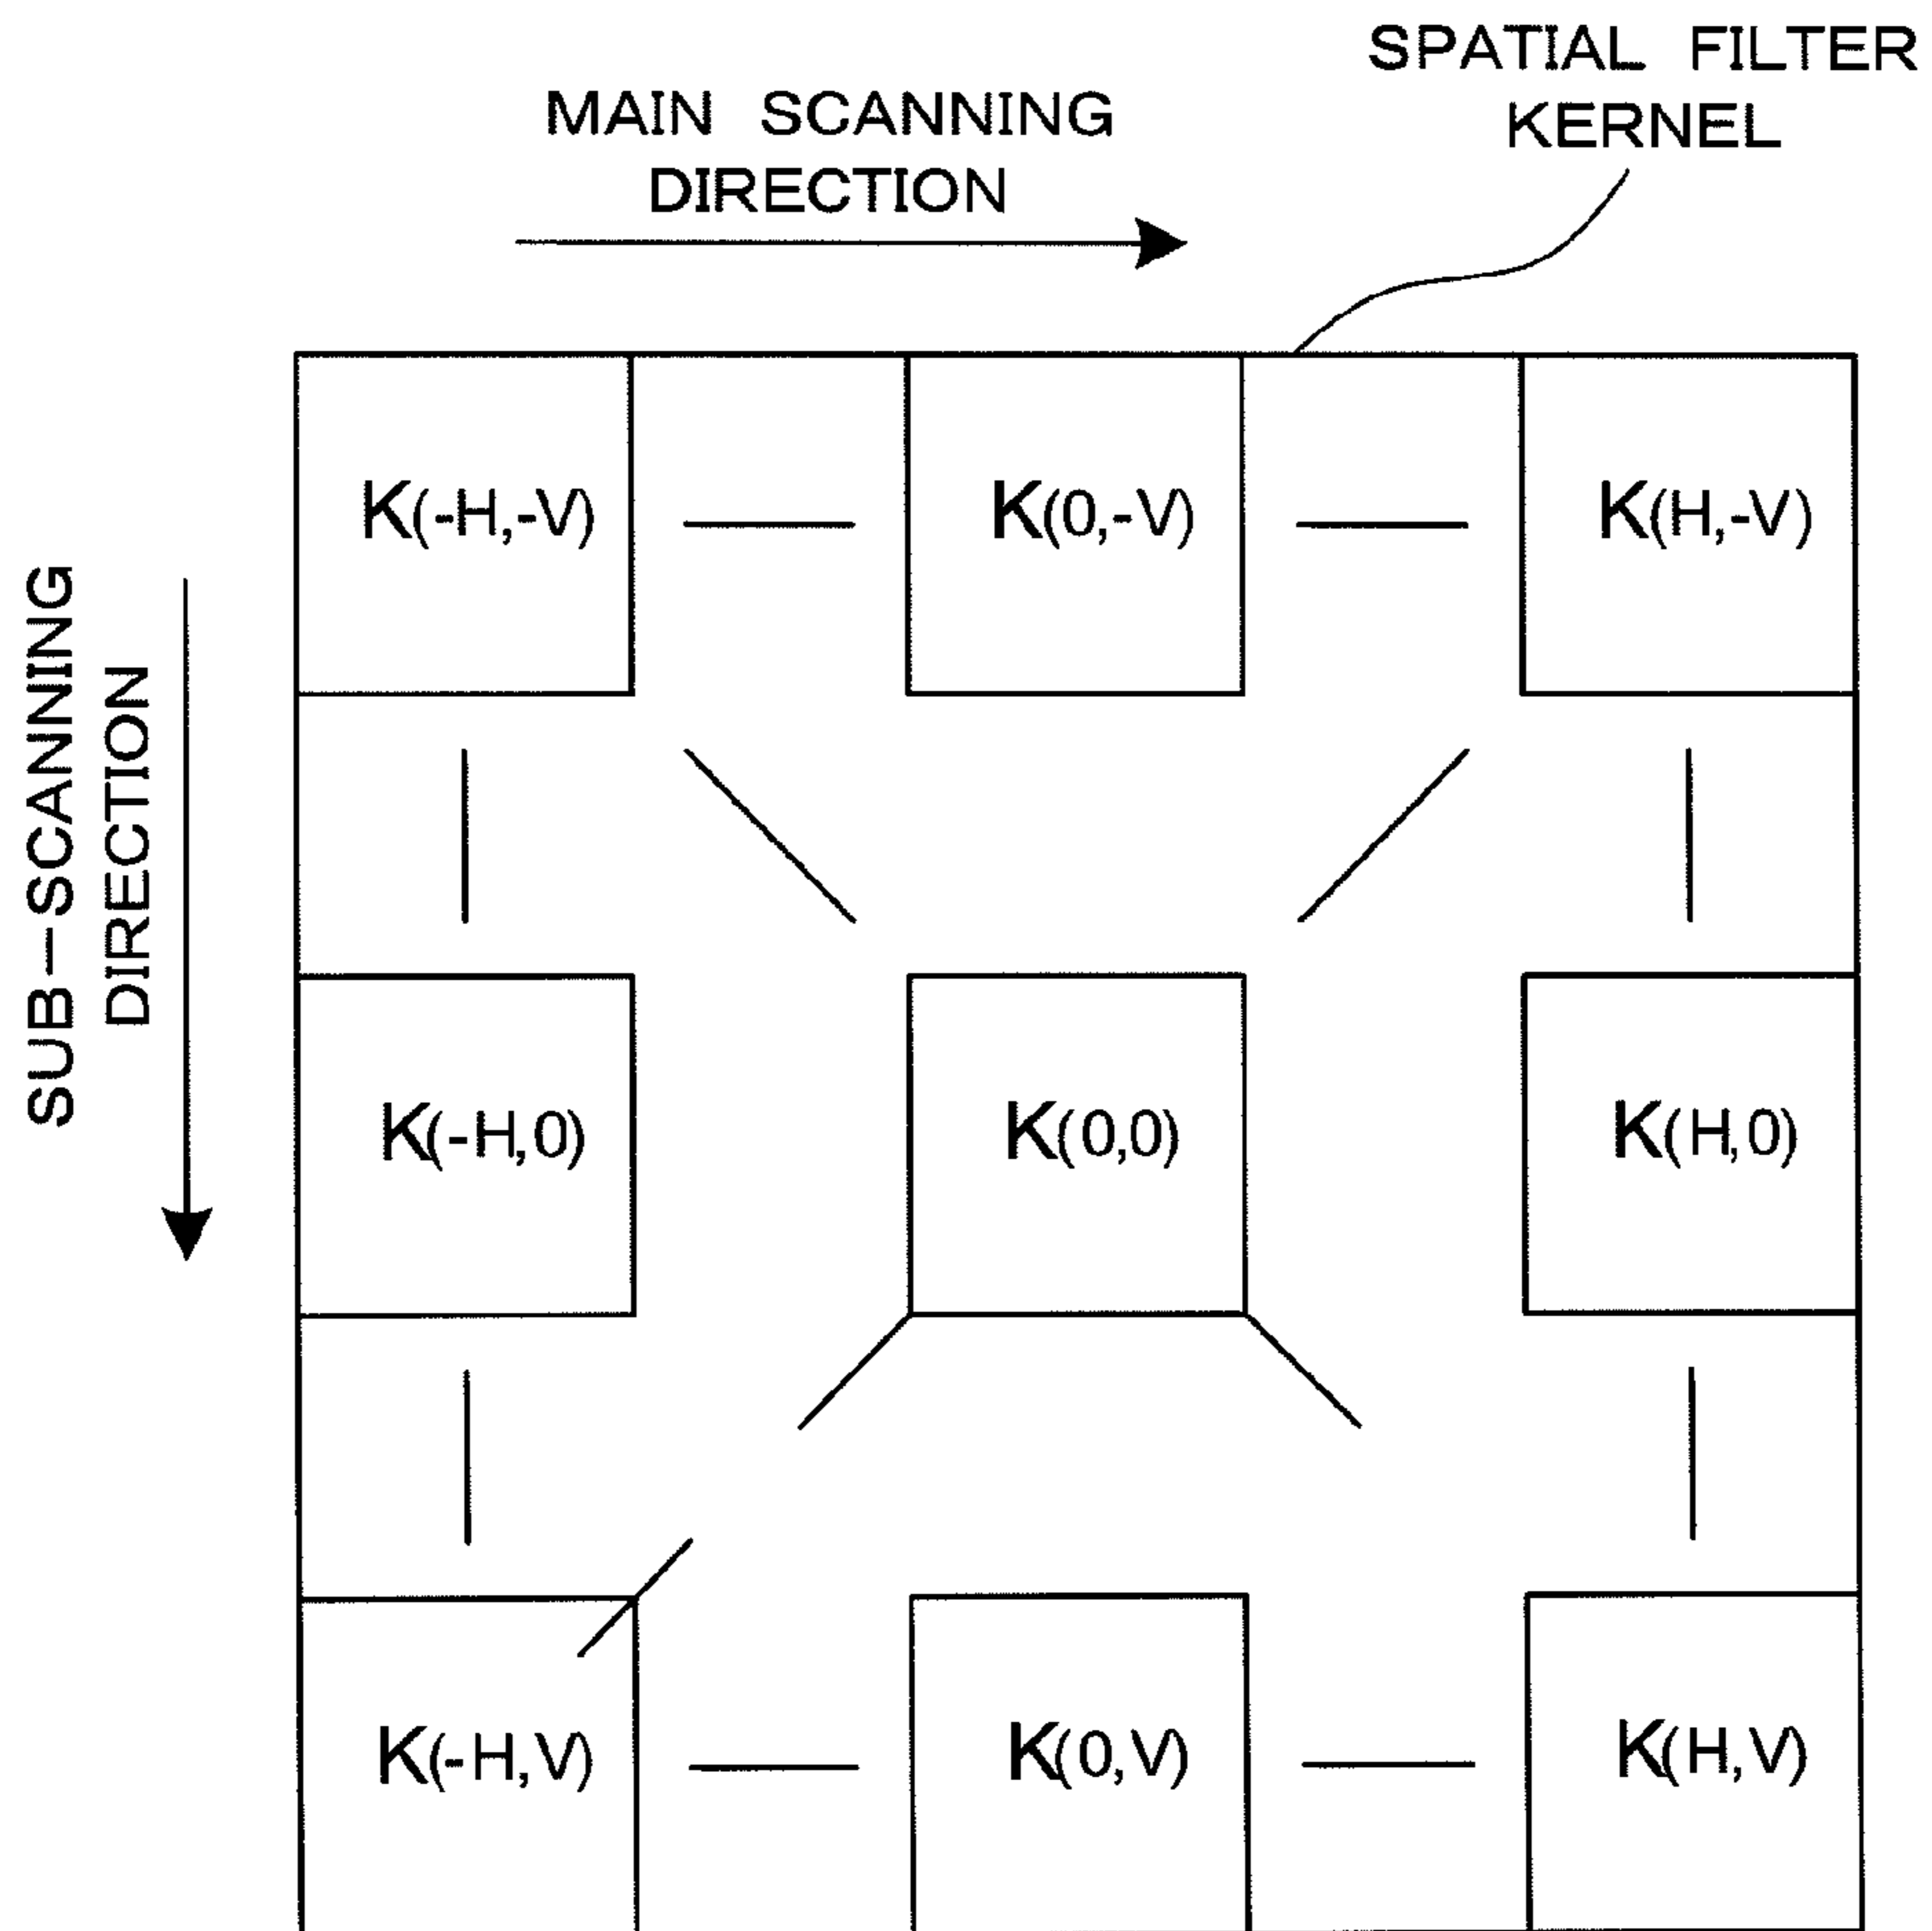 SPATIAL FILTER
KERNEL
MAIN SCANNING
DIRECTION
SUB-SCANNING
DIRECTION
K(-H,-V)
K(0,-V)
K(H,-V)
K(-H,0)
K(0,0)
K(H,0)
K(-H,V)
K(0,V)
K(H,V)